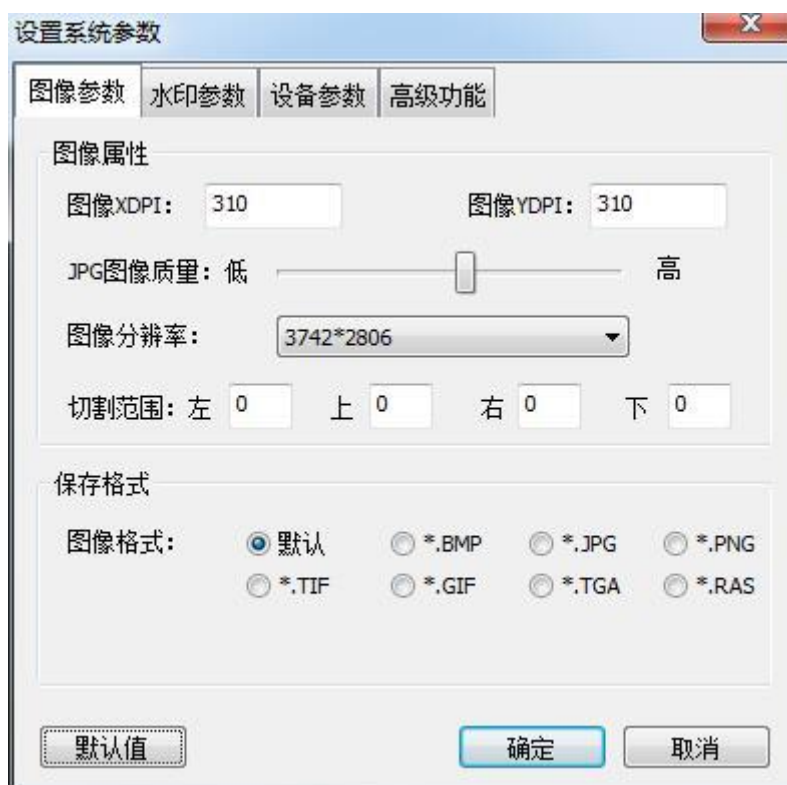 设置系统参数
图像参数 水印参数 设备参数 高级功能
图像属性
图像XDPI： 310 图像YDPI： 310
JPG图像质量：低 高
图像分辨率： 3742*2806
切割范围：左 0 上 0 右 0 下 0
保存格式
图像格式： 默认 *.BMP *.JPG *.PNG
*.TIF *.GIF *.TGA *.RAS
默认值 确定 取消